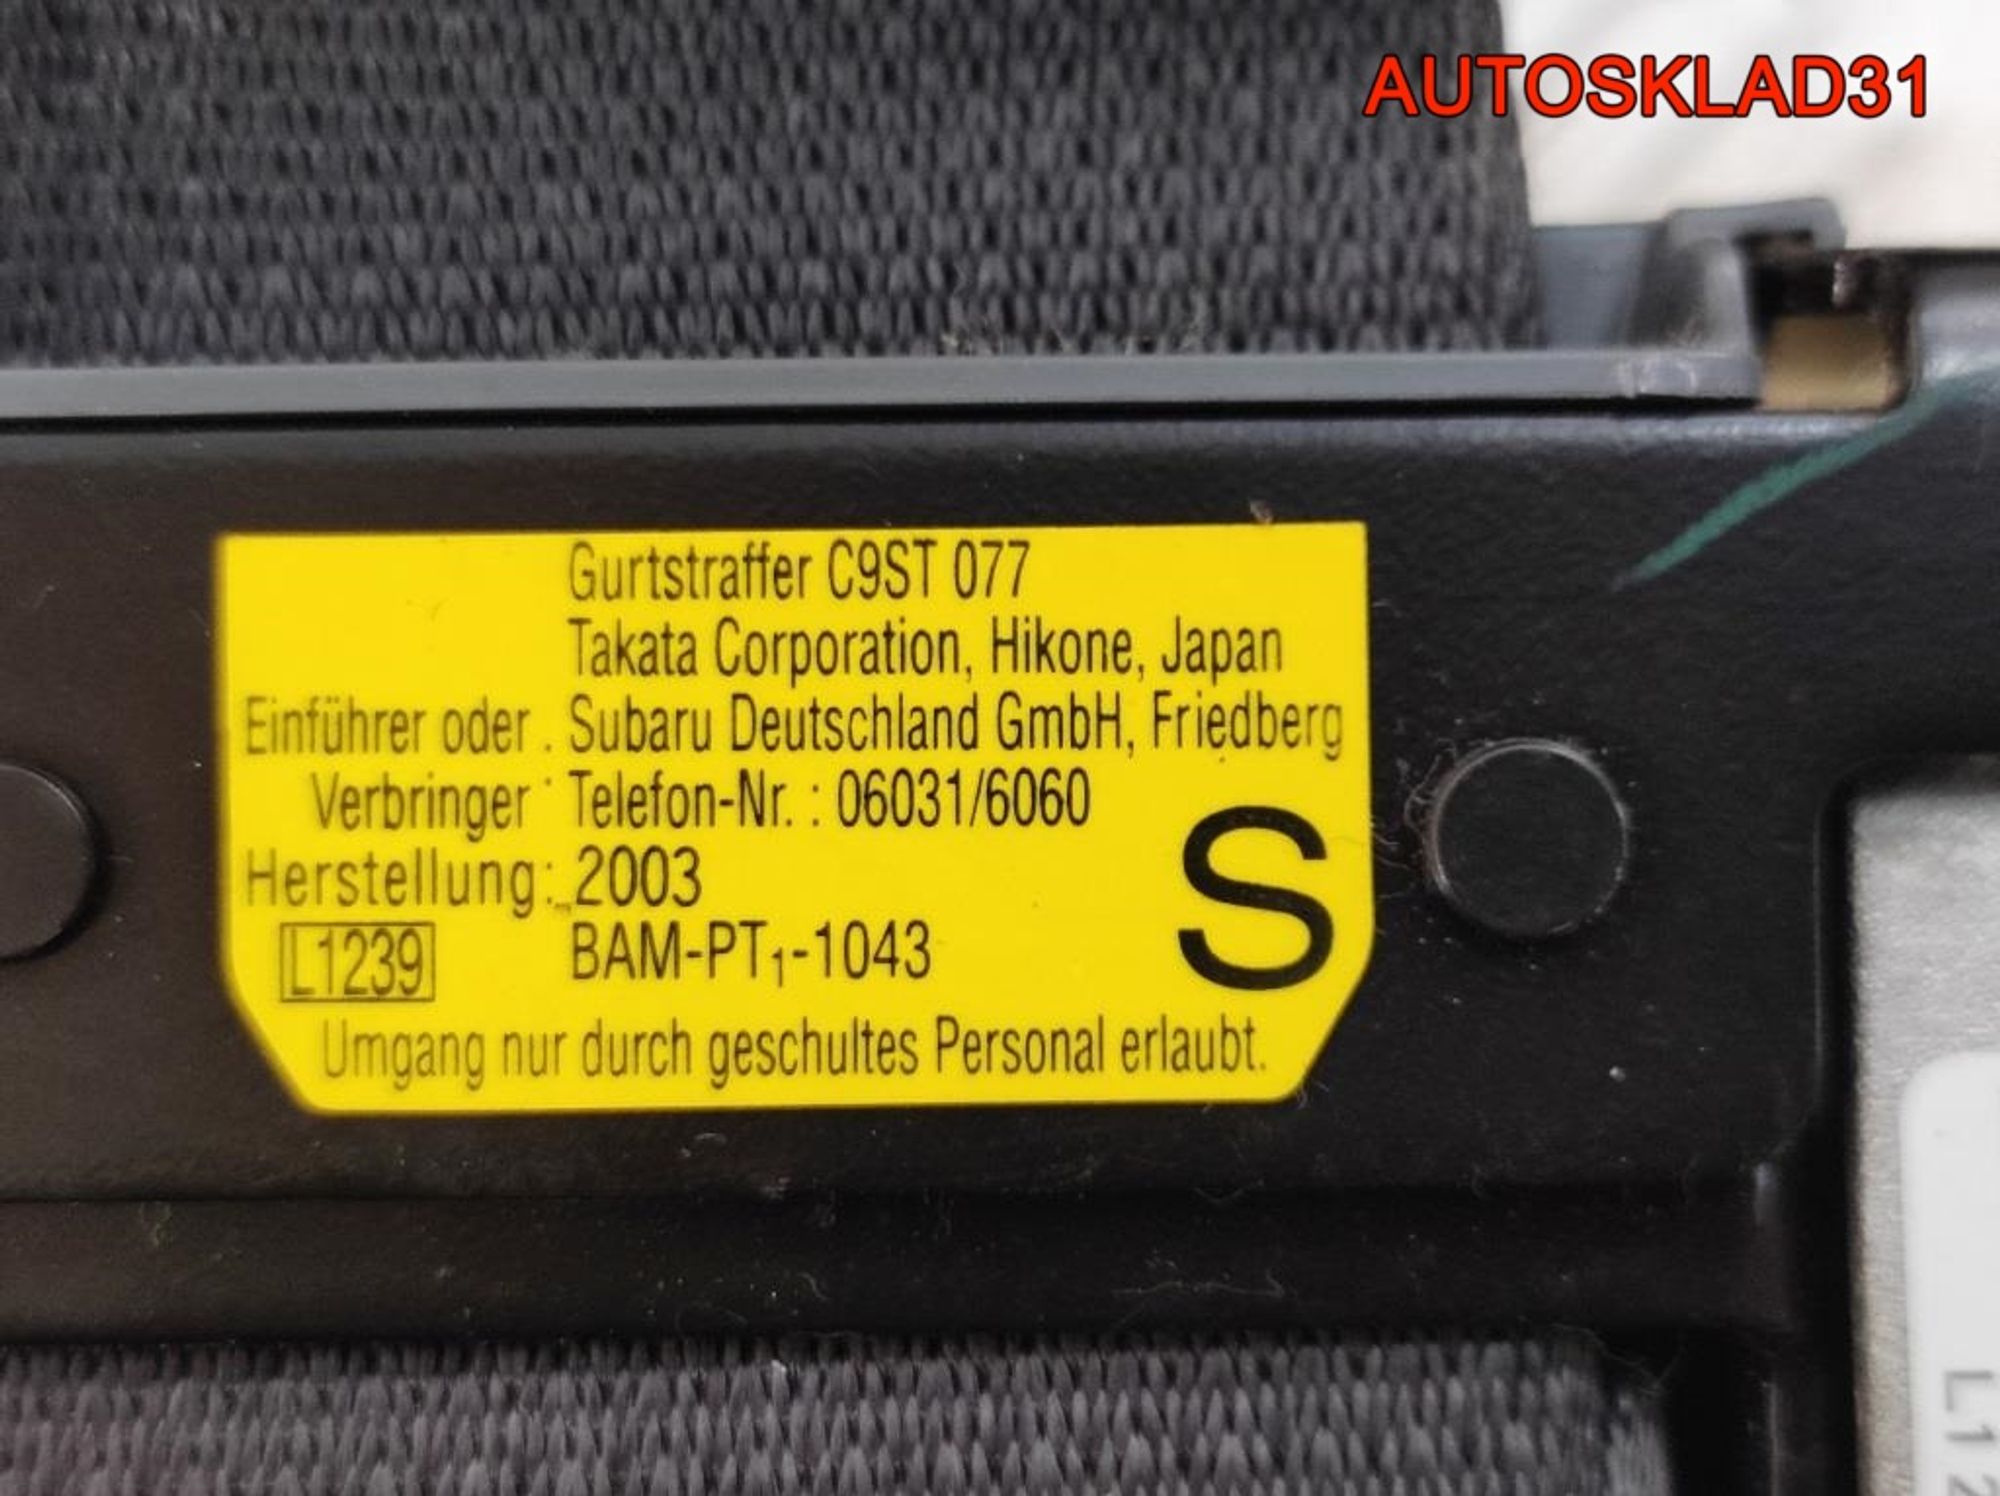 AUTOSKLAD31
Gurtstraffer C9ST 077
Takata Corporation, Hikone, Japan
Einführer oder . Subaru Deutschland GmbH, Friedberg
Verbringer · Telefon-Nr. : 06031/6060
Herstellung: 2003
L1239 BAM-PT₁-1043
S
Umgang nur durch geschultes Personal erlaubt.
L12